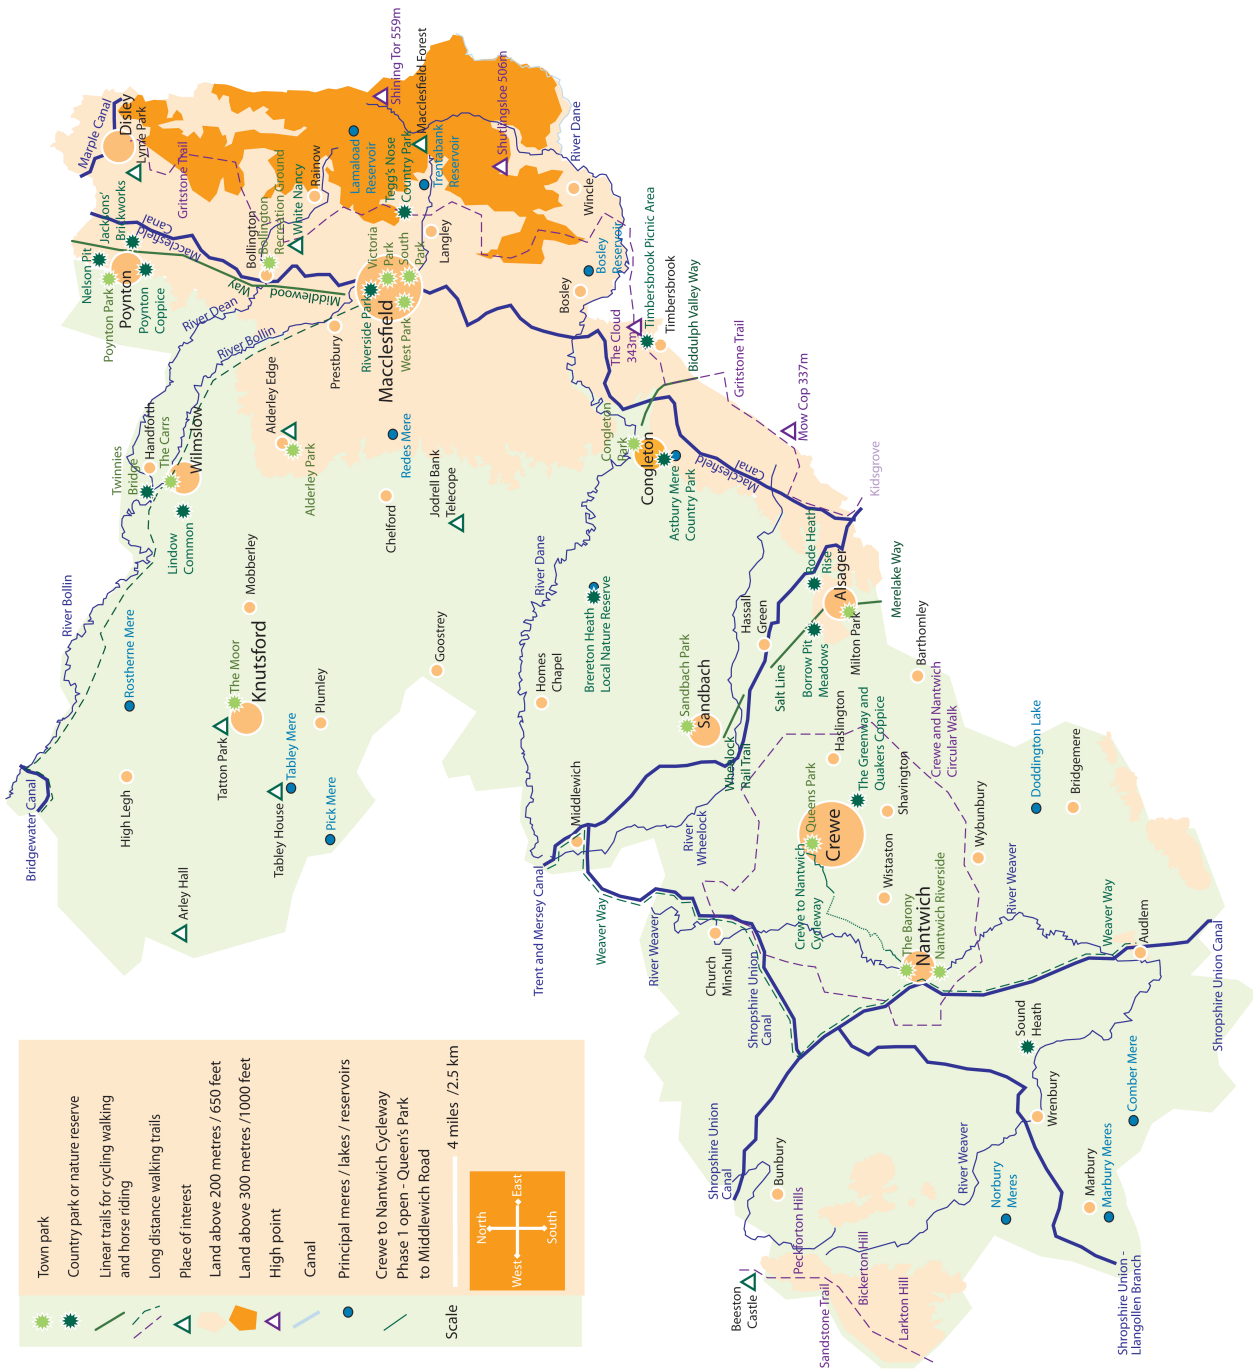 Town park
Country park or nature reserve
Linear trails for cycling walking
and horse riding
Long distance walking trails
Place of interest
Land above 200 metres / 650 feet
Land above 300 metres /1000 feet
High point
Canal
Principal meres / lakes / reservoirs
Crewe to Nantwich Cycleway
Phase 1 open - Queen's Park
to Middlewich Road
Scale
4 miles /2.5 km
North
East
South
West
Bridgewater Canal
River Bollin
High Legh
Rostherne Mere
Arley Hall
Tatton Park
The Moor
Knutsford
Mobberley
Tabley House
Tabley Mere
Plumley
Pick Mere
Lindow
Common
Twinnies
Bridge
Handforth
The Carrs
Wilmslow
River Dean
River Bollin
Alderley Edge
Alderley Park
Prestbury
Chelford
Redes Mere
Jodrell Bank
Telecope
Goostrey
Nelson Pit
Poynton Park
Poynton
Poynton
Coppice
Jacksons'
Brickworks
Macclesfield
Canal
Marple Canal
Disley
Lyme Park
Gritstone Trail
Middlewood
Way
Bollington
Bollington
Recreation Ground
White Nancy
Rainow
Lamaload
Reservoir
Shining Tor 559m
Macclesfield Forest
Tegg's Nose
Country Park
Trentabank
Reservoir
Riverside Park
Victoria
Park
South
Park
West Park
Macclesfield
Langley
Shutlingsloe 506m
River Dane
Wincle
Bosley
Bosley
Reservoir
The Cloud
343m
Timbersbrook Picnic Area
Timbersbrook
Biddulph Valley Way
Gritstone Trail
Mow Cop 337m
Congleton
Park
Congleton
Astbury Mere
Country Park
Macclesfield
Canal
Kidsgrove
River Dane
Homes
Chapel
Brereton Heath
Local Nature Reserve
Sandbach Park
Sandbach
Hassall
Green
Rode Heath
Rise
Alsager
Milton Park
Merelake Way
Salt Line
Borrow Pit
Meadows
Barthomley
Wheelock
Rail Trail
Middlewich
Trent and Mersey Canal
River
Wheelock
Weaver Way
River Weaver
Church
Minshull
Shropshire Union
Canal
Queens Park
Crewe
Crewe to Nantwich
Cycleway
Haslington
The Greenway and
Quakers Coppice
Shavington
Crewe and Nantwich
Circular Walk
Wistaston
Wybunbury
The Barony
Nantwich
Nantwich Riverside
River Weaver
Doddington Lake
Bridgemere
Weaver Way
Audlem
Shropshire Union Canal
Sound
Heath
Shropshire Union
Canal
Bunbury
Wrenbury
Comber Mere
River Weaver
Norbury
Meres
Marbury
Marbury Meres
Beeston
Castle
Peckforton Hills
Bickerton Hill
Larkton Hill
Sandstone Trail
Shropshire Union -
Llangollen Branch